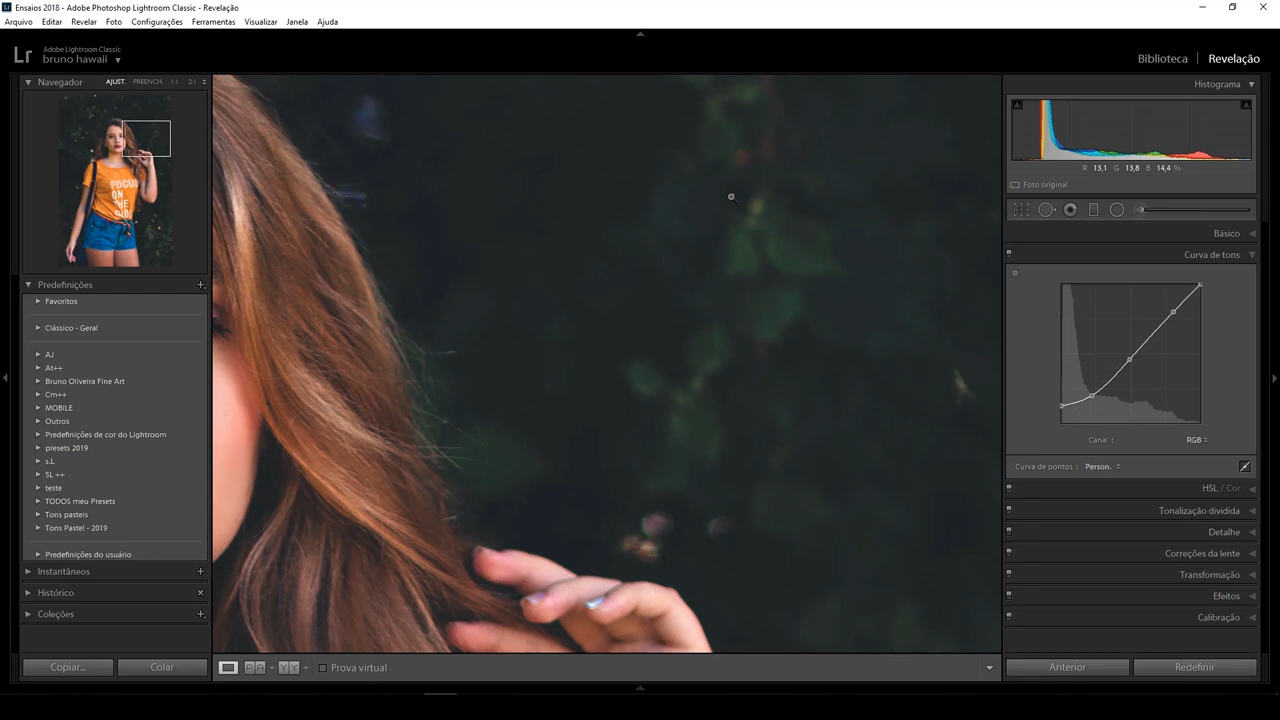 Ensaios 2018 - Adobe Photoshop Lightroom Classic - Revelação
Arquivo Editar Revelar Foto Configurações Ferramentas Visualizar Janela Ajuda
Lr Adobe Lightroom Classic
bruno hawaii
Biblioteca | Revelação
Navegador AJUST. PREENCH. 1:1 2:1
FOCUS
ON
THE
Predefinições
Favoritos
Clássico - Geral
AJ
At++
Bruno Oliveira Fine Art
Cm++
MOBILE
Outros
Predefinições de cor do Lightroom
presets 2019
s.L
SL ++
teste
TODOS meu Presets
Tons pasteis
Tons Pastel - 2019
Predefinições do usuário
Instantâneos
Histórico
Coleções
Copiar... Colar
Prova virtual
Histograma
R 13,1 G 13,8 B 14,4 %
Foto original
Básico
Curva de tons
Canal : RGB
Curva de pontos : Person.
HSL / Cor
Tonalização dividida
Detalhe
Correções da lente
Transformação
Efeitos
Calibração
Anterior Redefinir